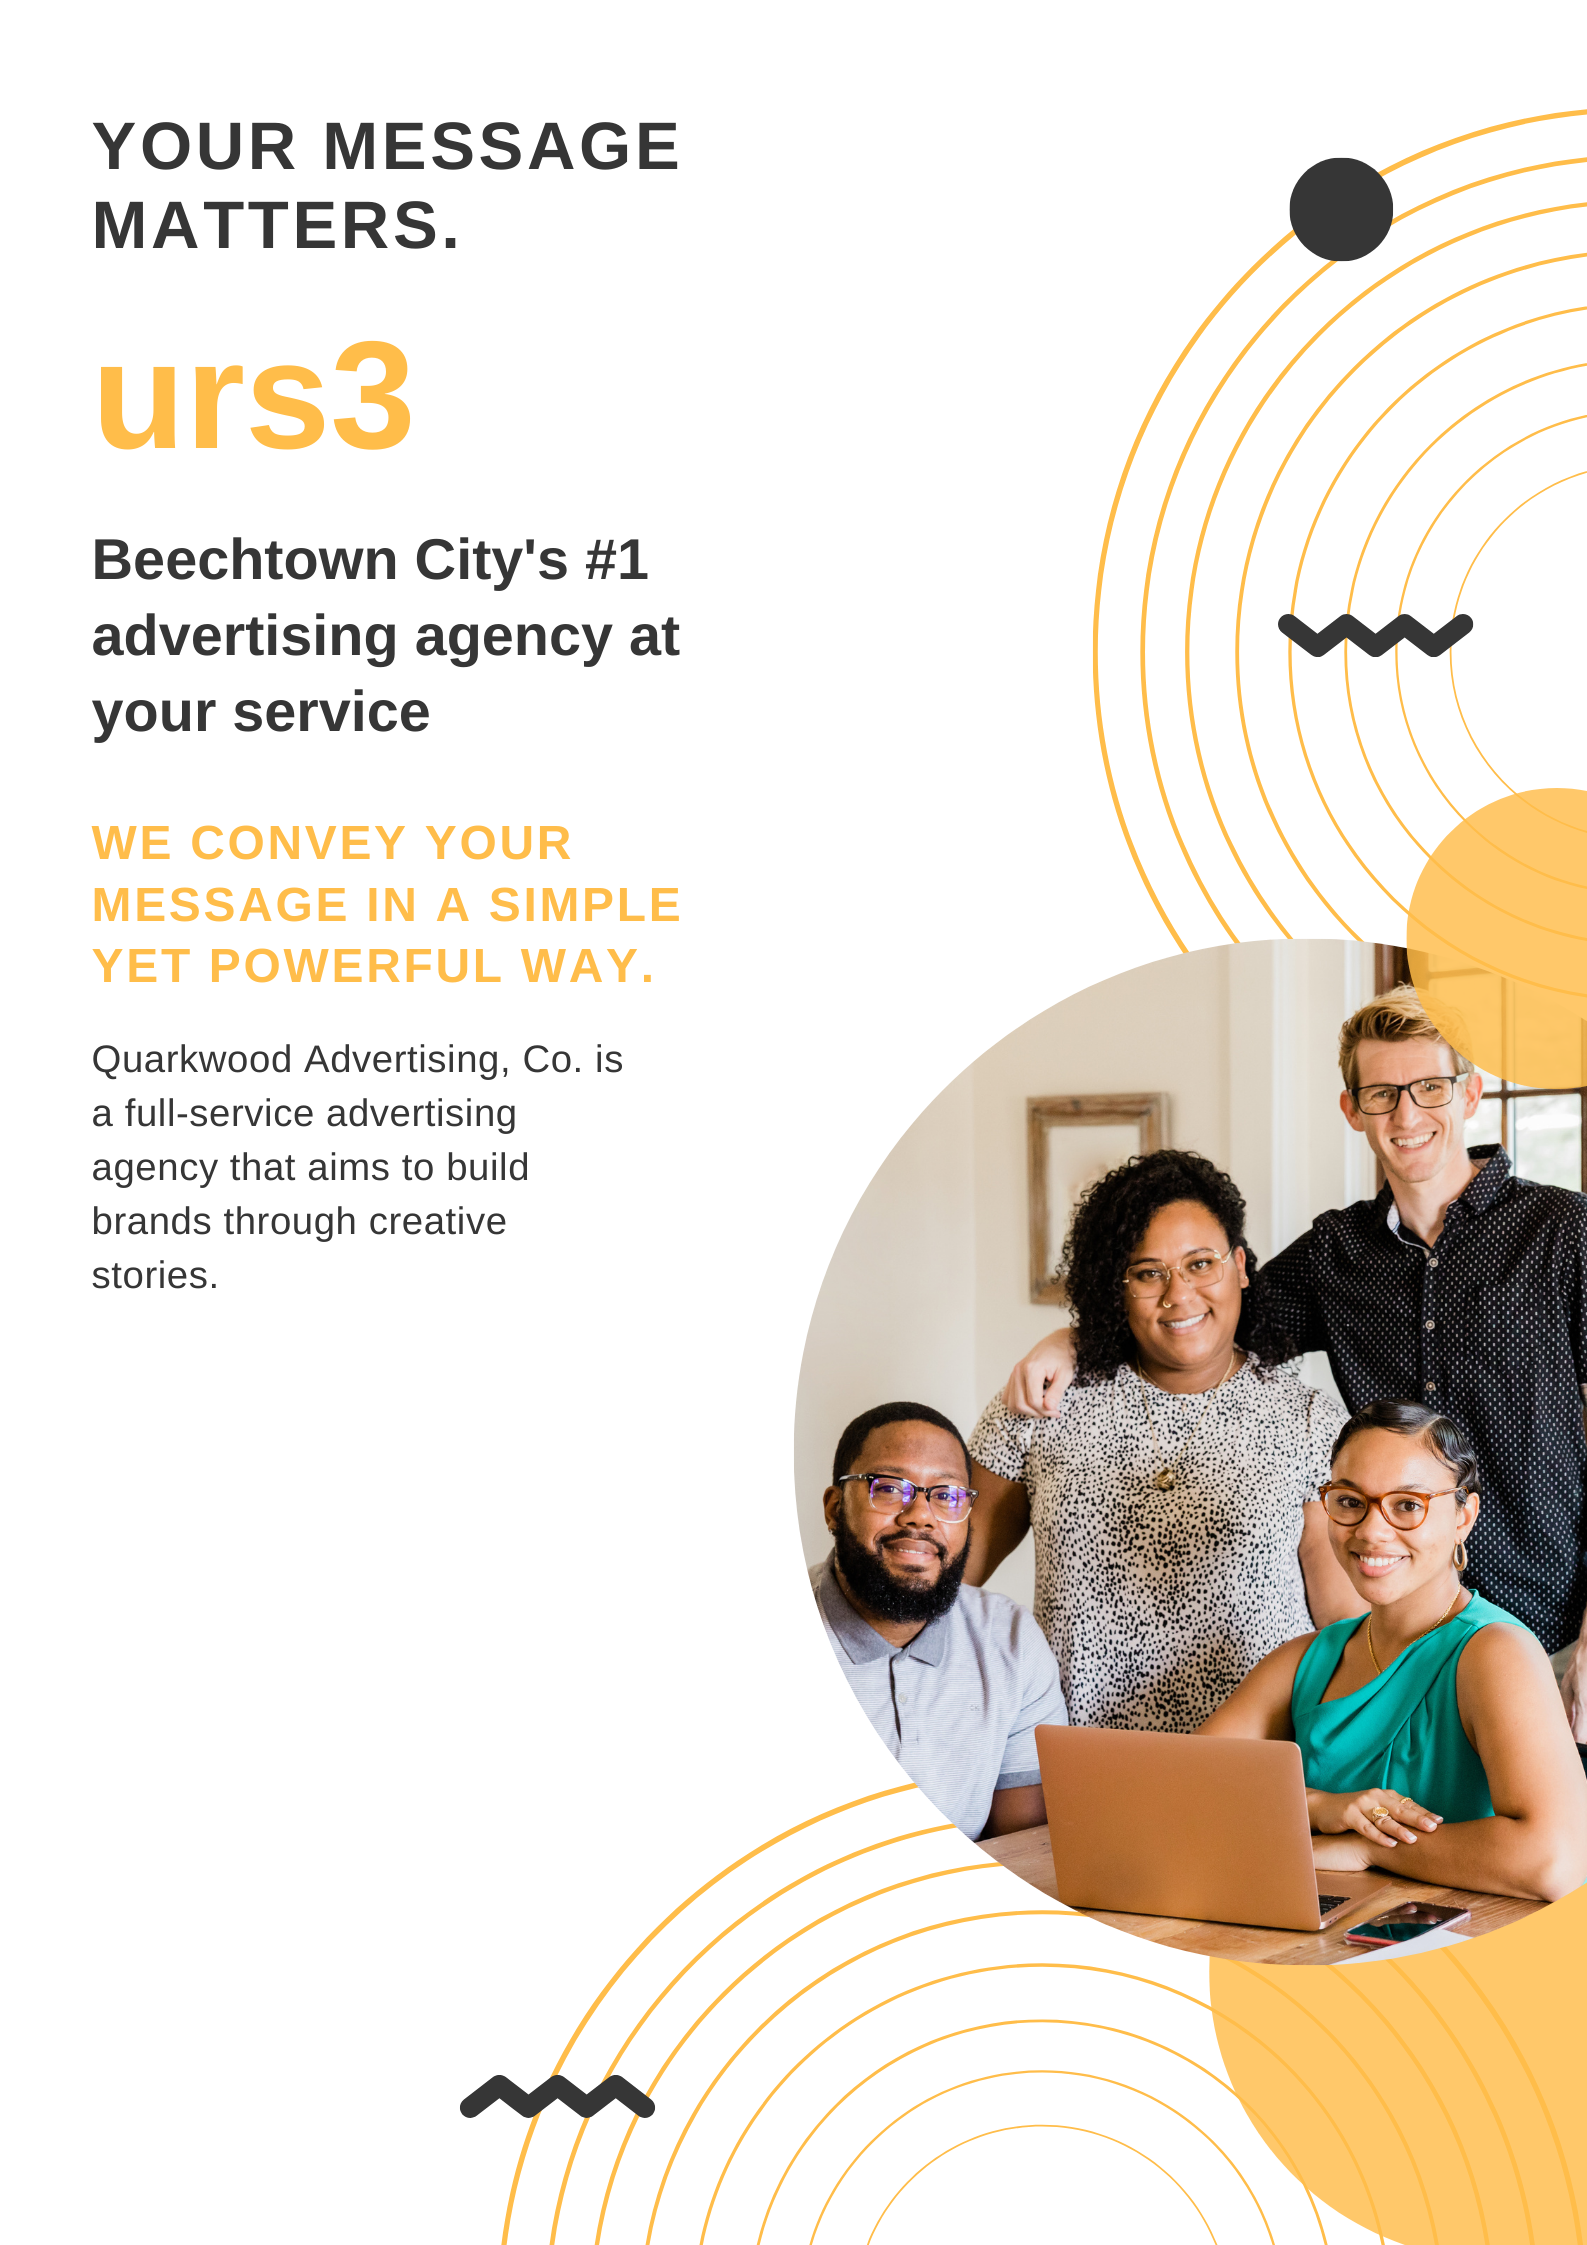 YOUR MESSAGE
MATTERS.
urs3
Beechtown City's #1
advertising agency at
your service
WE CONVEY YOUR
MESSAGE IN A SIMPLE
YET POWERFUL WAY.
Quarkwood Advertising, Co. is
a full-service advertising
agency that aims to build
brands through creative
stories.